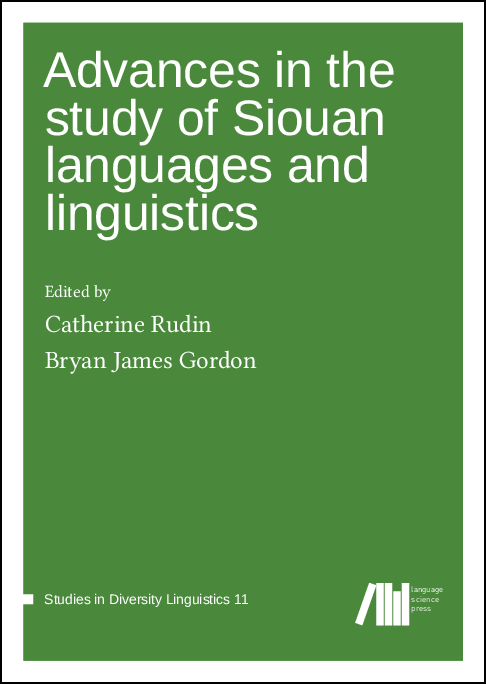 Advances in the
study of Siouan
languages and
linguistics
Edited by
Catherine Rudin
Bryan James Gordon
Studies in Diversity Linguistics 11
language
science
press